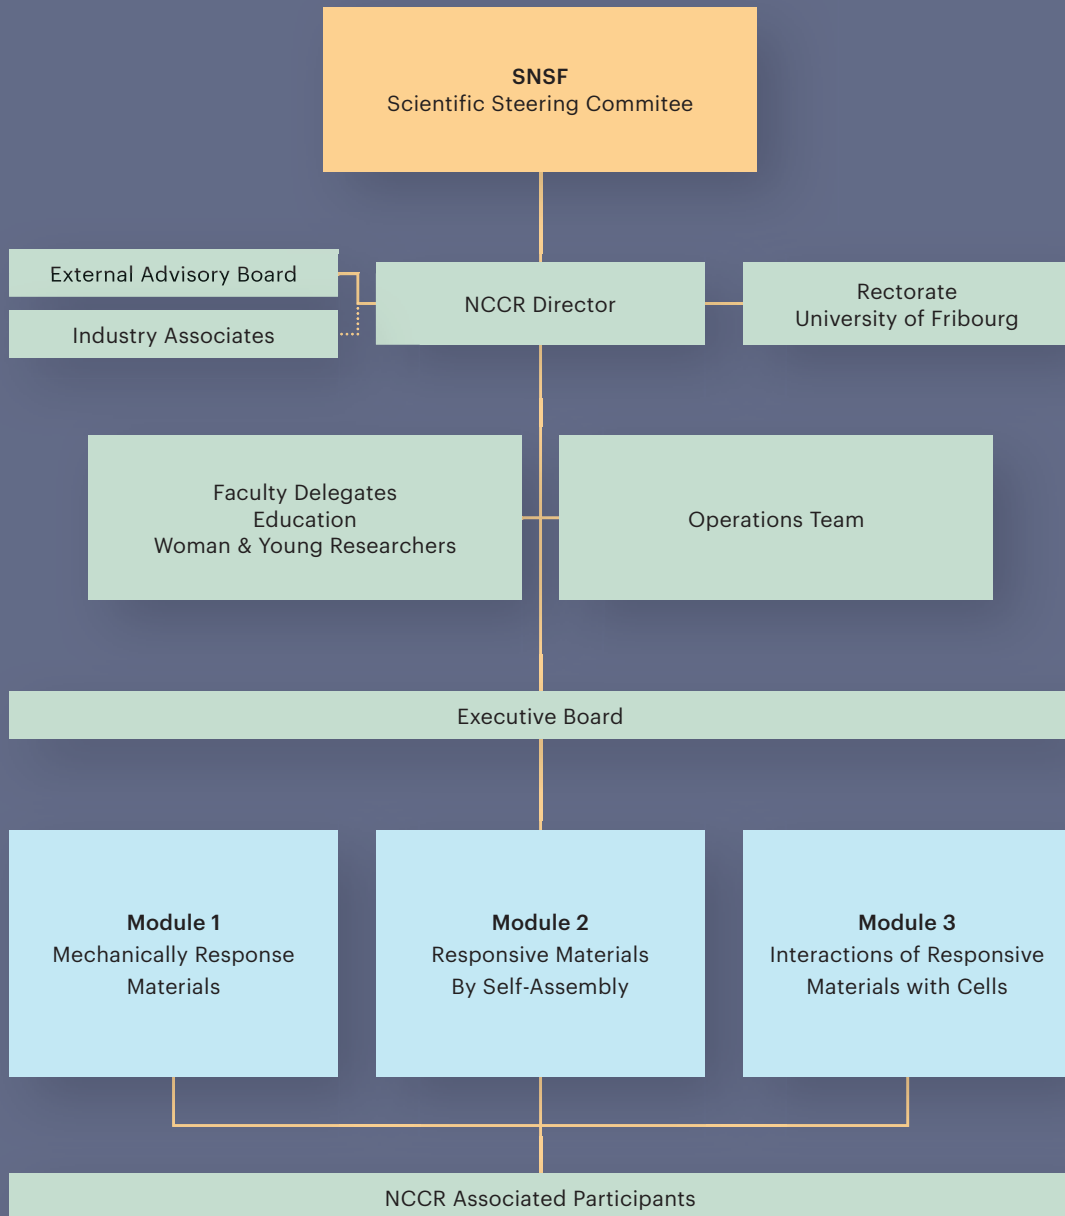 SNSF
Scientific Steering Commitee
External Advisory Board
Industry Associates
NCCR Director
Rectorate
University of Fribourg
Faculty Delegates
Education
Woman & Young Researchers
Operations Team
Executive Board
Module 1
Mechanically Response
Materials
Module 2
Responsive Materials
By Self-Assembly
Module 3
Interactions of Responsive
Materials with Cells
NCCR Associated Participants